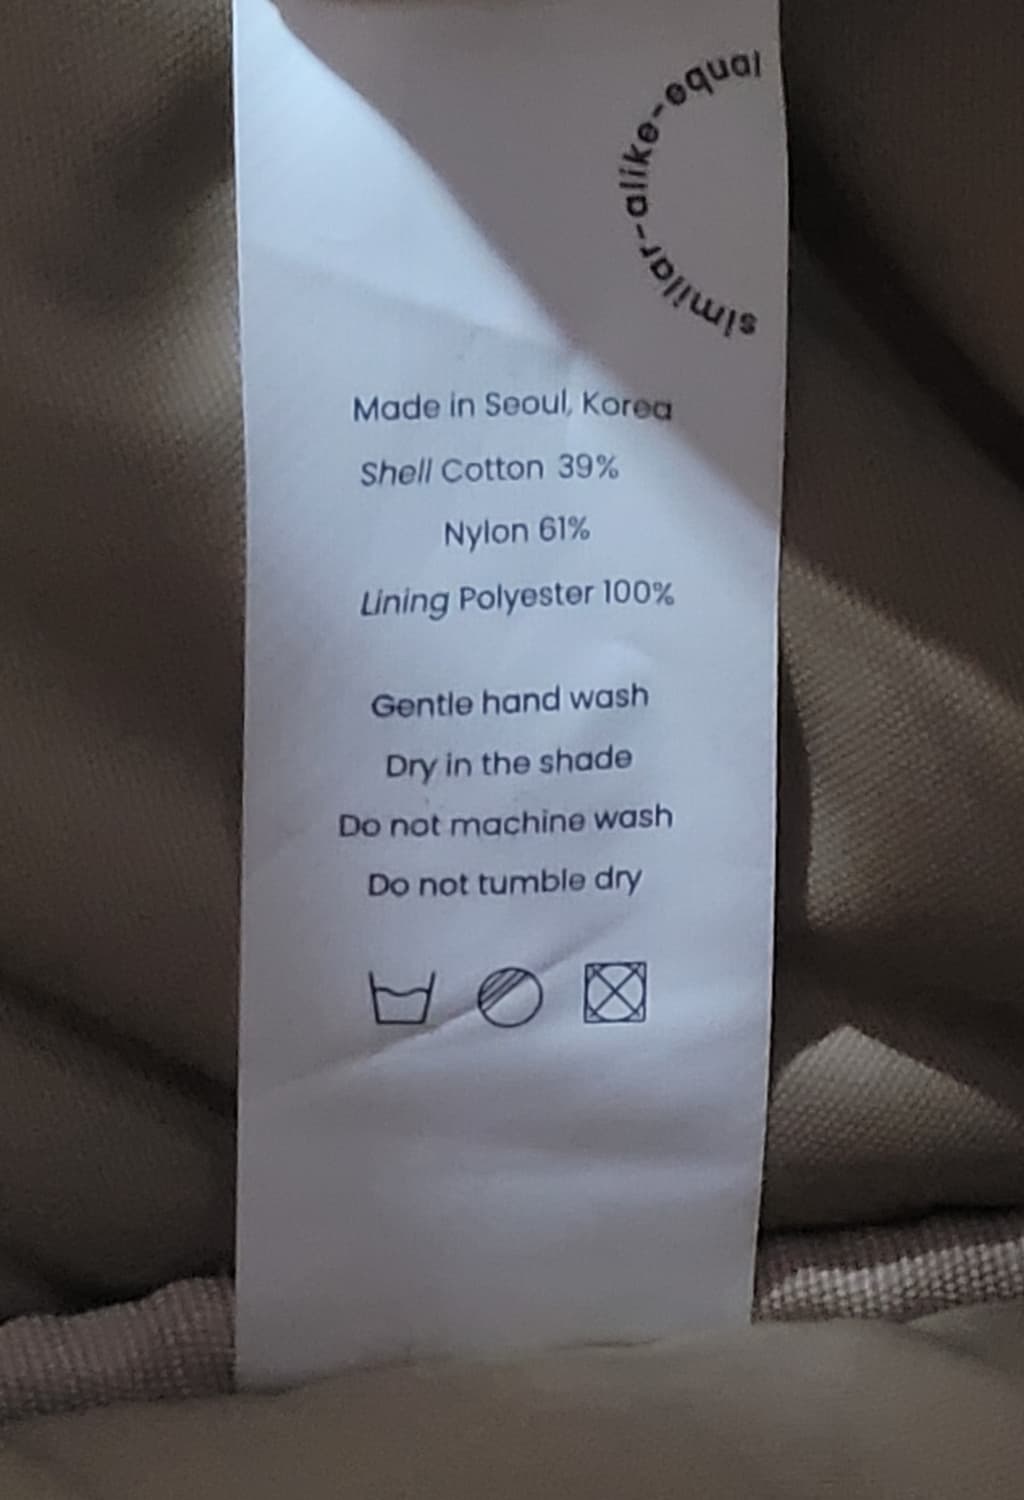 similar-alike-equal
Made in Seoul, Korea
Shell Cotton 39%
Nylon 61%
Lining Polyester 100%
Gentle hand wash
Dry in the shade
Do not machine wash
Do not tumble dry